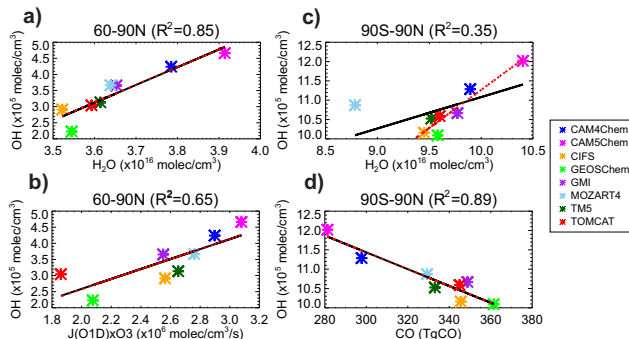 a) 60-90N (R²=0.85)
OH (x10⁵ molec/cm³)
5.0
4.5
4.0
3.5
3.0
2.5
2.0
3.5 3.6 3.7 3.8 3.9 4.0
H₂O (x10¹⁶ molec/cm³)
c) 90S-90N (R²=0.35)
OH (x10⁵ molec/cm³)
12.5
12.0
11.5
11.0
10.5
10.0
8.5 9.5 10.5
H₂O (x10¹⁶ molec/cm³)
b) 60-90N (R²=0.65)
OH (x10⁵ molec/cm³)
5.0
4.5
4.0
3.5
3.0
2.5
2.0
1.8 2.0 2.2 2.4 2.6 2.8 3.0 3.2
J(O1D)xO3 (x10⁶ molec/cm³/s)
d) 90S-90N (R²=0.89)
OH (x10⁵ molec/cm³)
12.5
12.0
11.5
11.0
10.5
10.0
280 300 320 340 360 380
CO (TgCO)
CAM4Chem
CAM5Chem
CIFS
GEOSChem
GMI
MOZART4
TM5
TOMCAT